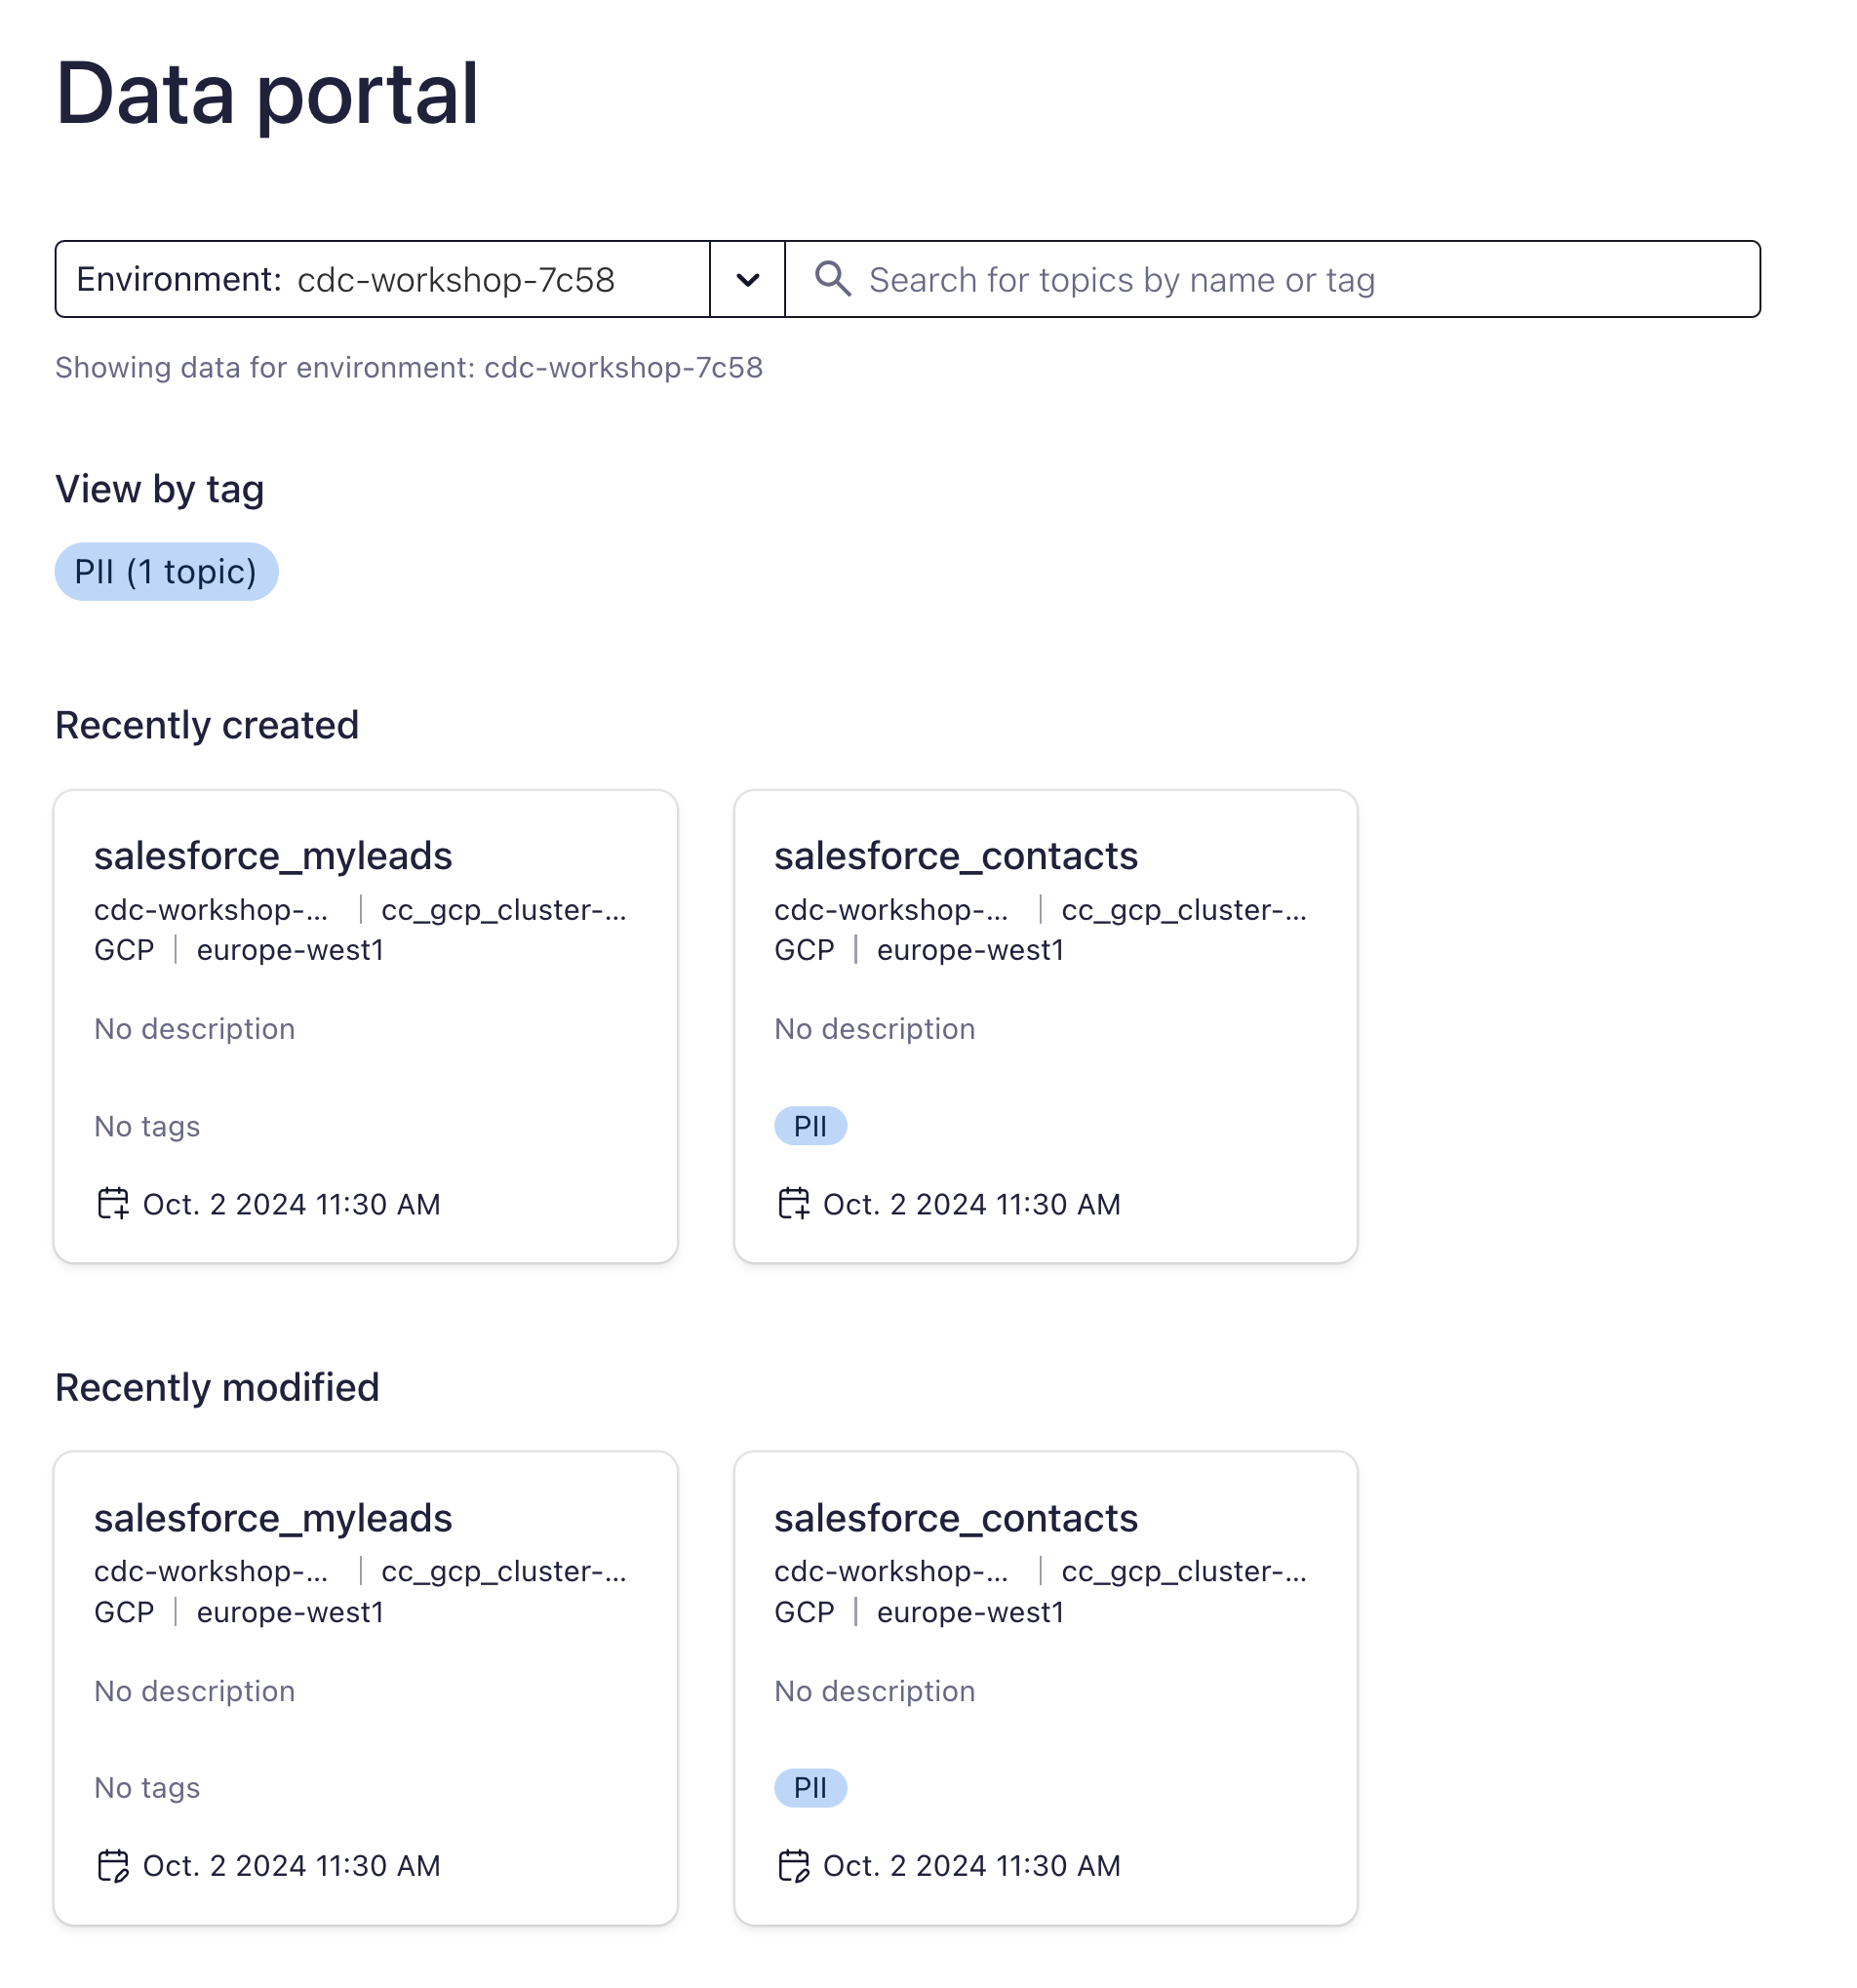 Data portal
Environment: cdc-workshop-7c58 Search for topics by name or tag
Showing data for environment: cdc-workshop-7c58
View by tag
PII (1 topic)
Recently created
salesforce_myleads
cdc-workshop-... | cc_gcp_cluster-...
GCP | europe-west1
No description
No tags
Oct. 2 2024 11:30 AM
salesforce_contacts
cdc-workshop-... | cc_gcp_cluster-...
GCP | europe-west1
No description
PII
Oct. 2 2024 11:30 AM
Recently modified
salesforce_myleads
cdc-workshop-... | cc_gcp_cluster-...
GCP | europe-west1
No description
No tags
Oct. 2 2024 11:30 AM
salesforce_contacts
cdc-workshop-... | cc_gcp_cluster-...
GCP | europe-west1
No description
PII
Oct. 2 2024 11:30 AM